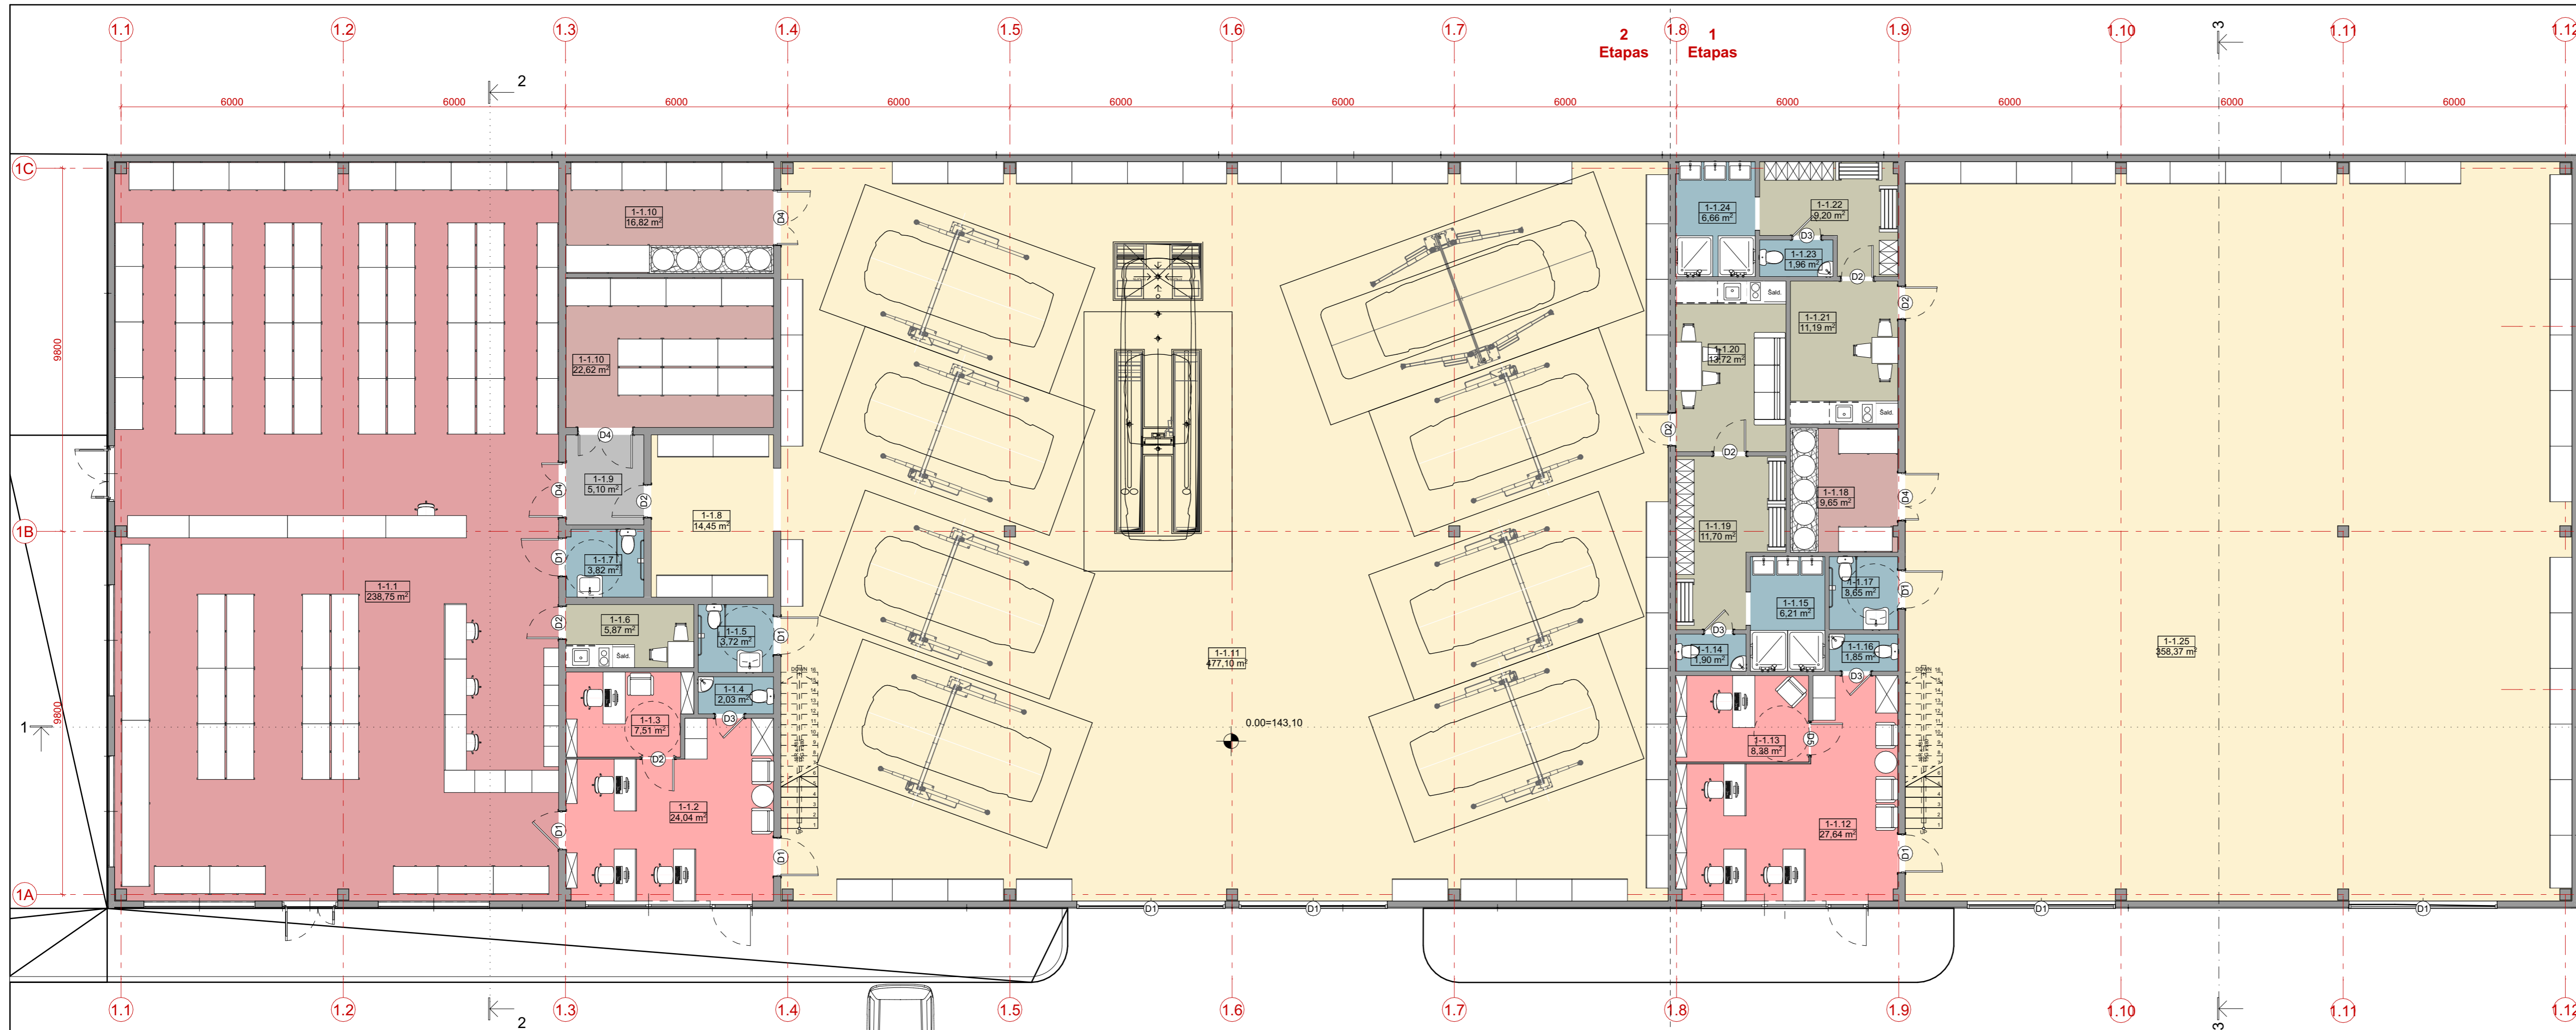 1.1 1.2 1.3 1.4 1.5 1.6 1.7 1.8 1.9 1.10 1.11 1.12
2 Etapas
1 Etapas
3
2
6000 6000 6000 6000 6000 6000 6000 6000 6000 6000 6000
1C
1-1.10
16,82 m²
D4
1-1.24
6,66 m²
1-1.22
9,20 m²
D3
1-1.23
1,96 m²
D2
Šald.
D2
1-1.21
11,19 m²
9800
1-1.10
22,62 m²
1-1.20
13,72 m²
Šald.
D4
D2
D2
1-1.9
5,10 m²
D4
D2
1-1.8
14,45 m²
1-1.18
9,65 m²
D4
1-1.19
11,70 m²
1B
D1
1-1.7
3,82 m²
1-1.1
238,75 m²
1-1.17
3,65 m²
D1
1-1.15
6,21 m²
D2
1-1.6
5,87 m²
Šald.
1-1.5
3,72 m²
D1
D3
1-1.14
1,90 m²
1-1.16
1,85 m²
D3
1-1.11
477,10 m²
1-1.25
358,37 m²
DOWN 16
DOWN 16
1-1.4
2,03 m²
D3
1-1.3
7,51 m²
D2
9800
1
0.00=143,10
1-1.13
8,38 m²
D5
1-1.2
24,04 m²
D1
1-1.12
27,64 m²
D1
D1
1A
D1 D1 D1 D1
1.1 1.2 1.3 1.4 1.5 1.6 1.7 1.8 1.9 1.10 1.11 1.12
2
3